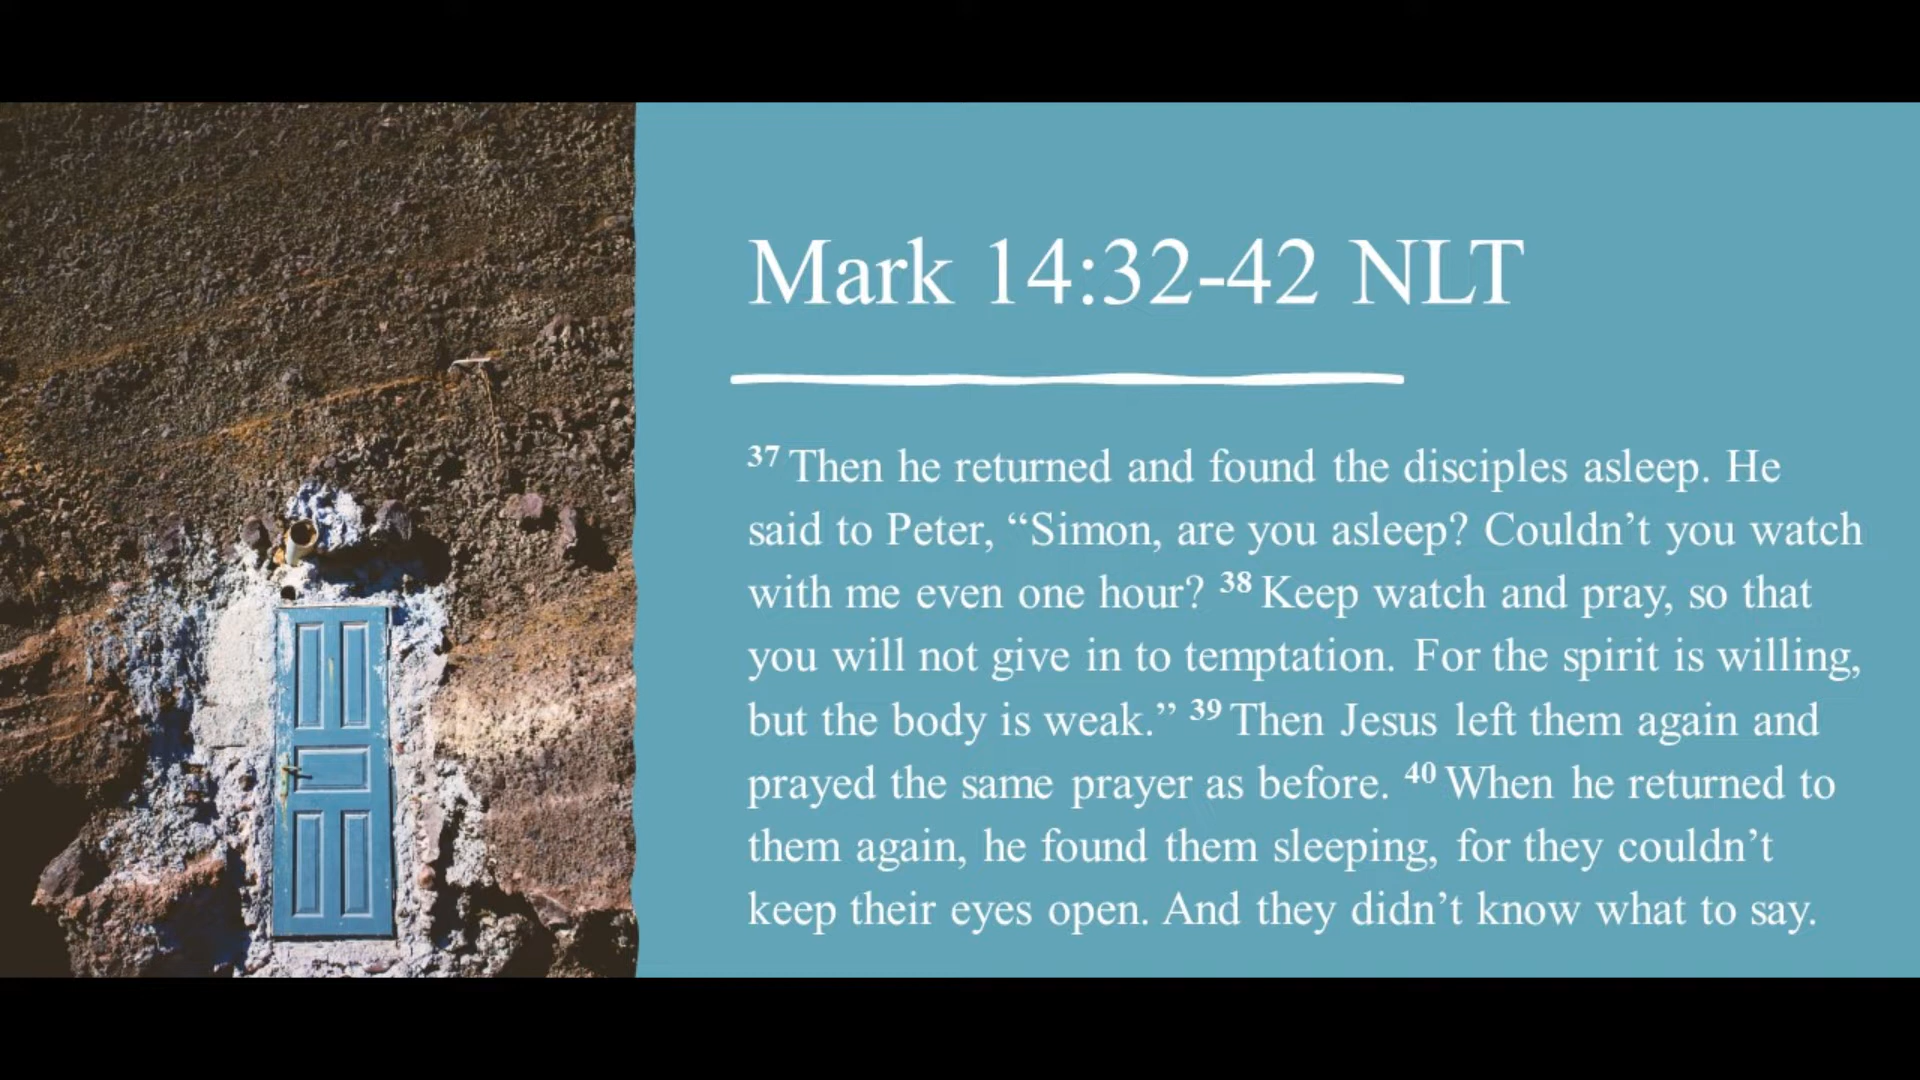 Mark 14:32-42 NLT
³⁷ Then he returned and found the disciples asleep. He
said to Peter, “Simon, are you asleep? Couldn’t you watch
with me even one hour? ³⁸ Keep watch and pray, so that
you will not give in to temptation. For the spirit is willing,
but the body is weak.” ³⁹ Then Jesus left them again and
prayed the same prayer as before. ⁴⁰ When he returned to
them again, he found them sleeping, for they couldn’t
keep their eyes open. And they didn’t know what to say.